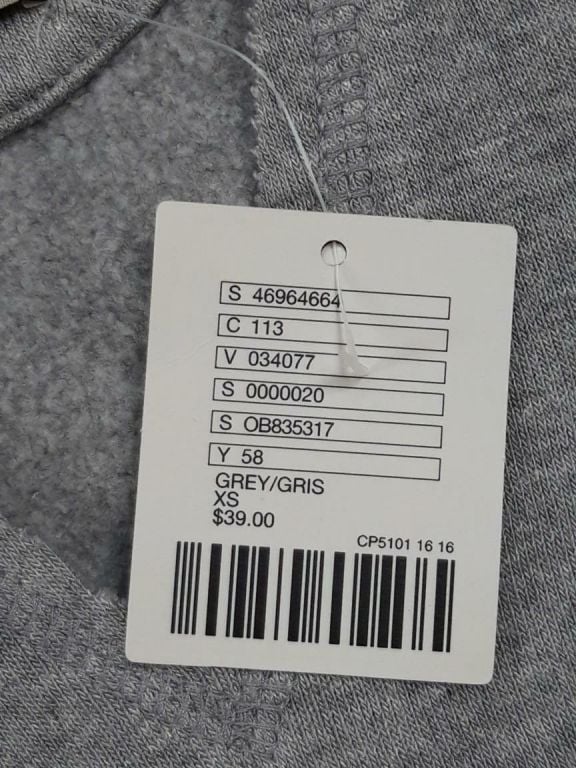 S 46964664
C 113
V 034077
S 0000020
S OB835317
Y 58
GREY/GRIS
XS
$39.00
CP5101 16 16